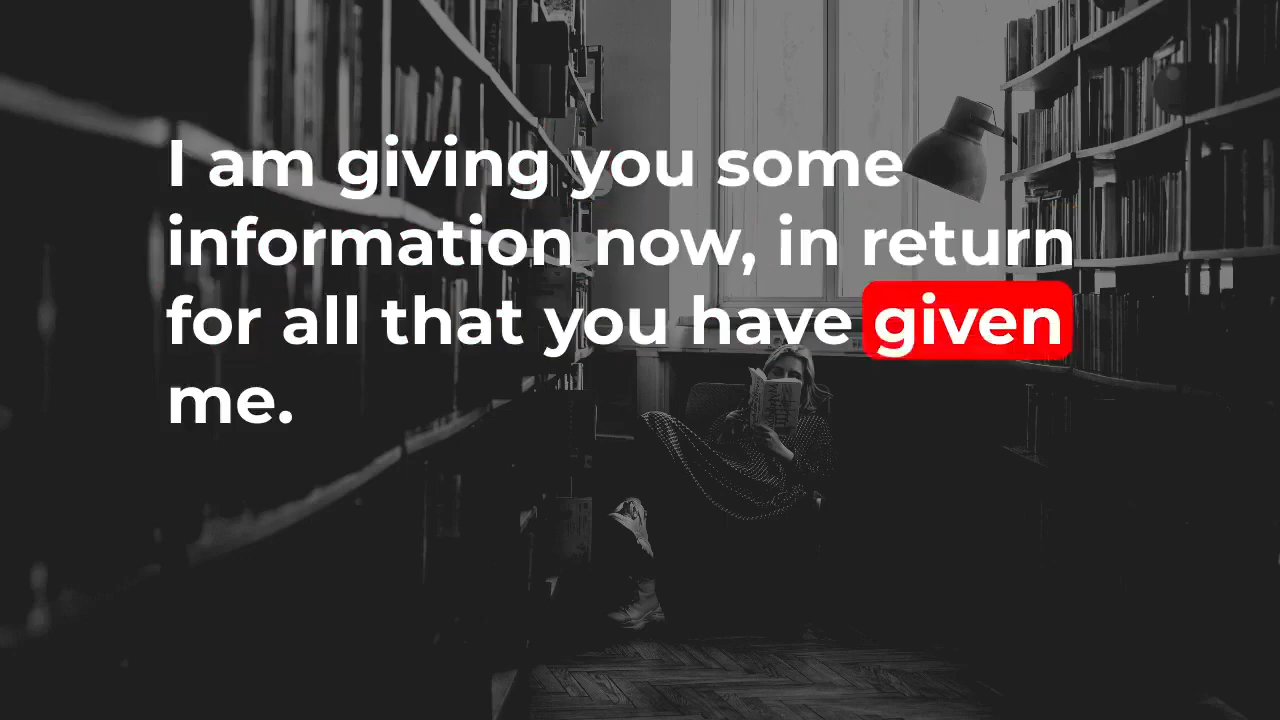 I am giving you some
information now, in return
for all that you have given
me.